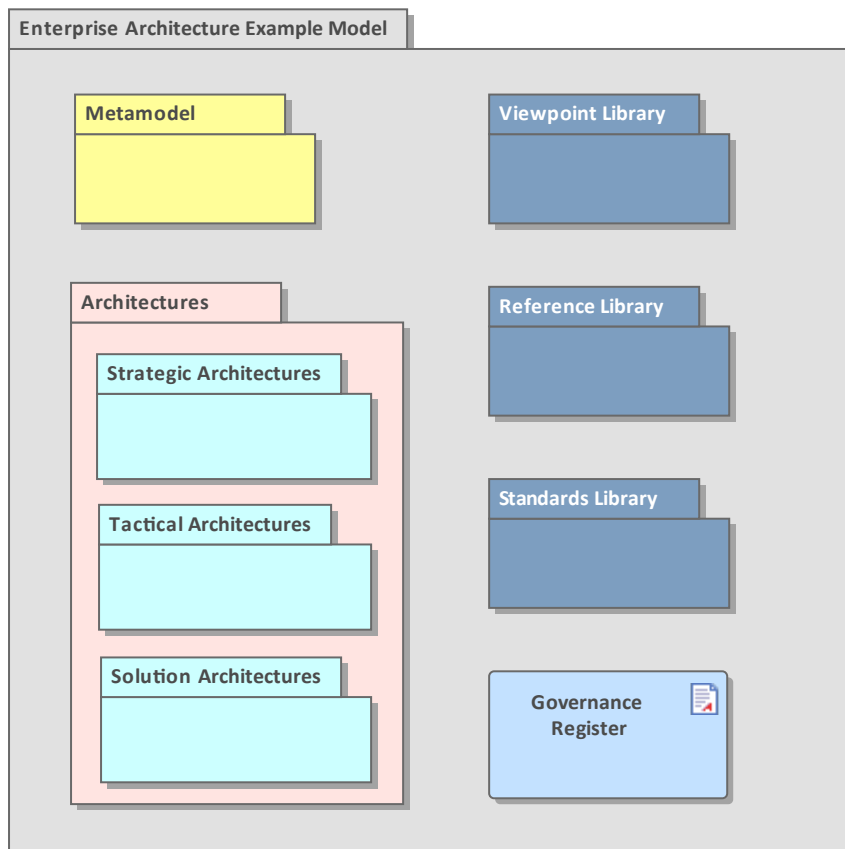 Enterprise Architecture Example Model
Metamodel
Viewpoint Library
Architectures
Reference Library
Strategic Architectures
Standards Library
Tactical Architectures
Solution Architectures
Governance
Register